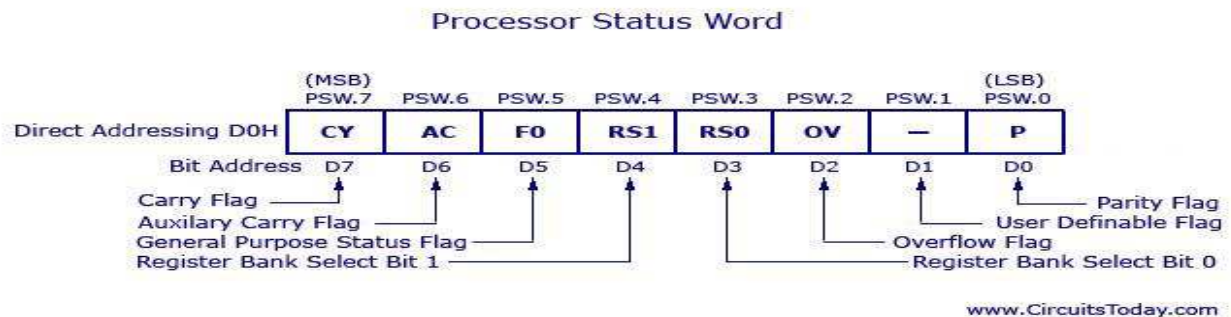 Processor Status Word
(MSB) (LSB)
PSW.7 PSW.6 PSW.5 PSW.4 PSW.3 PSW.2 PSW.1 PSW.0
Direct Addressing D0H CY AC F0 RS1 RS0 OV — P
Bit Address D7 D6 D5 D4 D3 D2 D1 D0
Carry Flag Parity Flag
Auxilary Carry Flag User Definable Flag
General Purpose Status Flag Overflow Flag
Register Bank Select Bit 1 Register Bank Select Bit 0
www.CircuitsToday.com